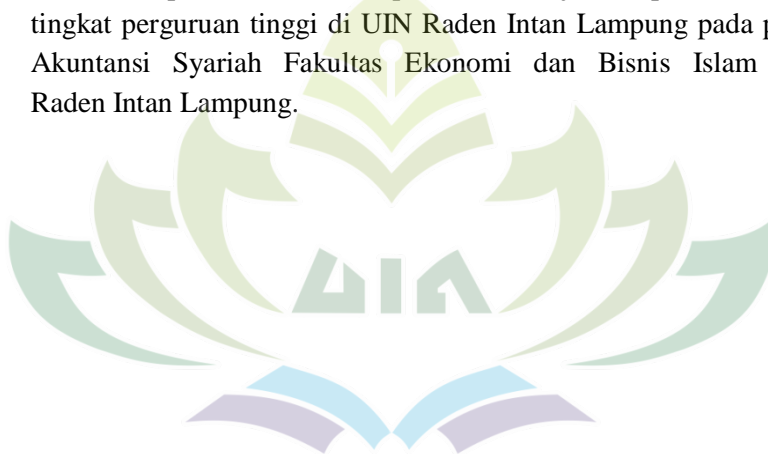 tingkat perguruan tinggi di UIN Raden Intan Lampung pada
Akuntansi Syariah Fakultas Ekonomi dan Bisnis Islam
Raden Intan Lampung.
UIN